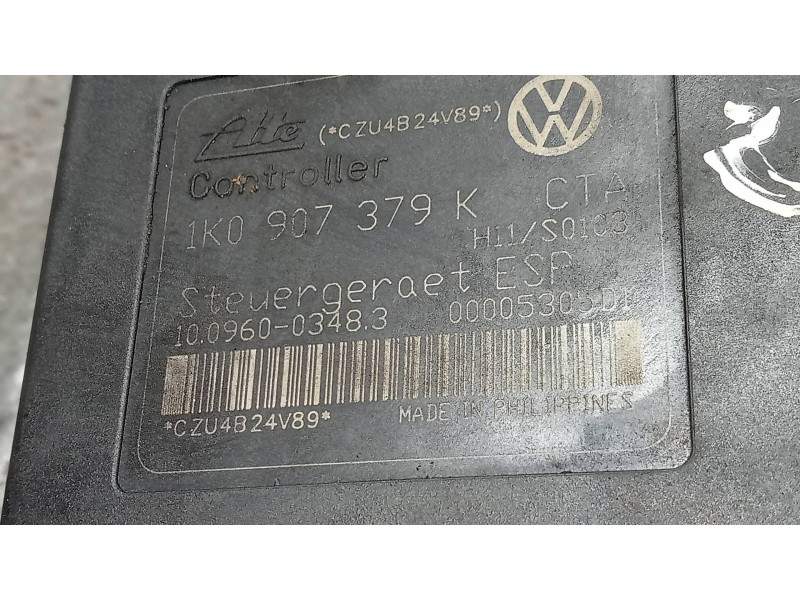 Ate (*CZU4B24V89*)
Controller
1K0 907 379 K CTA
H11/S0103
Steuergeraet ESP
10.0960-0348.3 00005305D1
*CZU4B24V89* MADE IN PHILIPPINES